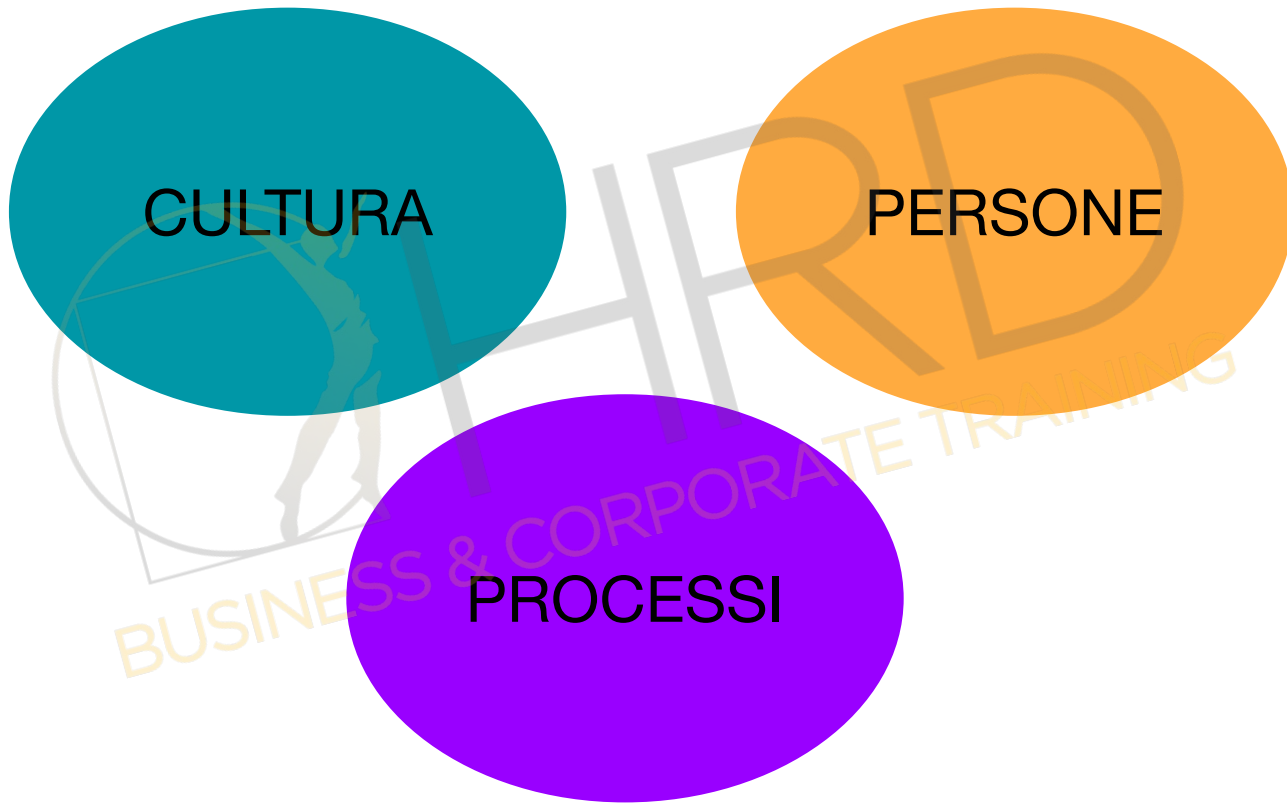 CULTURA
PERSONE
PROCESSI
HRD
BUSINESS & CORPORATE TRAINING